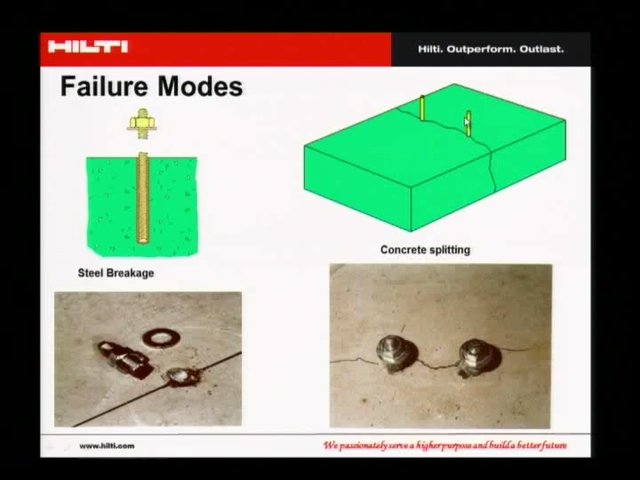 HILTI
Hilti. Outperform. Outlast.
Failure Modes
Concrete splitting
Steel Breakage
www.hilti.com
We passionately serve a higher purpose and build a better future